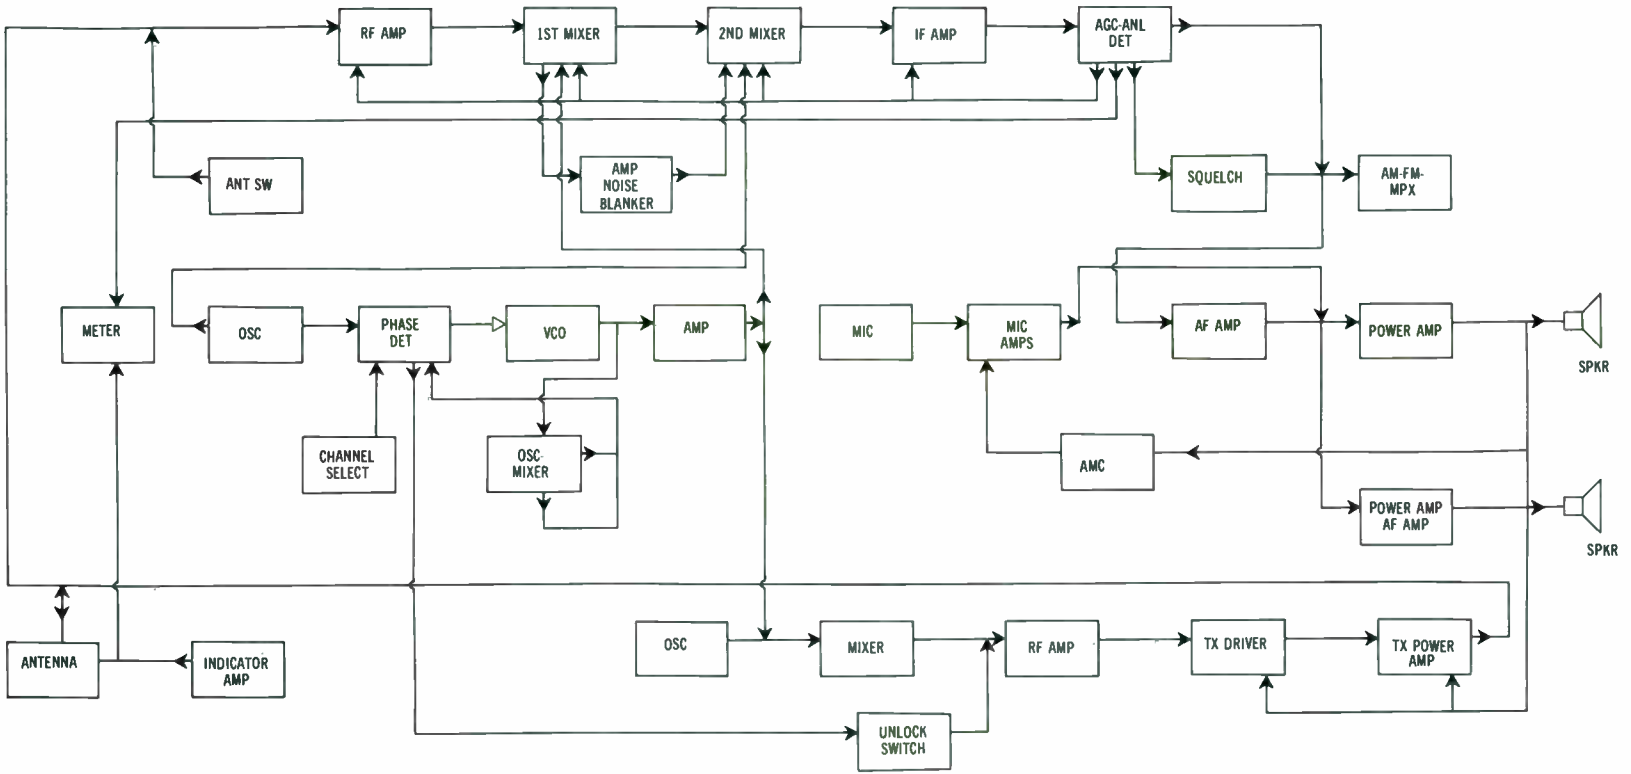 RF AMP
1ST MIXER
2ND MIXER
IF AMP
AGC-ANL
DET
ANT SW
AMP
NOISE
BLANKER
SQUELCH
AM-FM-
MPX
METER
OSC
PHASE
DET
VCO
AMP
MIC
MIC
AMPS
AF AMP
POWER AMP
SPKR
CHANNEL
SELECT
OSC-
MIXER
AMC
POWER AMP
AF AMP
SPKR
ANTENNA
INDICATOR
AMP
OSC
MIXER
RF AMP
TX DRIVER
TX POWER
AMP
UNLOCK
SWITCH